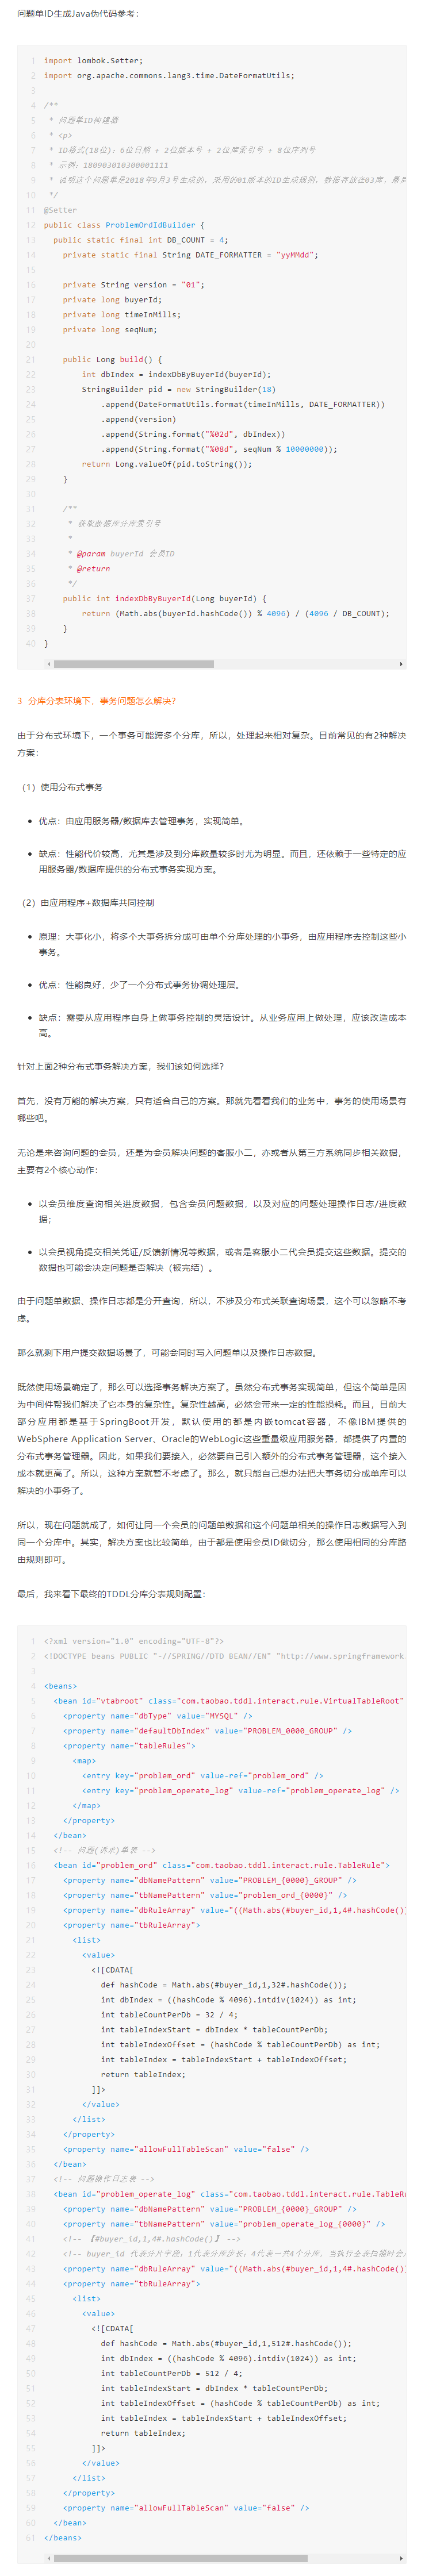 问题单ID生成Java伪代码参考：
1 import lombok.Setter;
2 import org.apache.commons.lang3.time.DateFormatUtils;
3
4 /**
5  * 问题单ID构建器
6  * <p>
7  * ID格式(18位)：6位日期 + 2位版本号 + 2位库索引号 + 8位序列号
8  * 示例：180903010300001111
9  * 说明这个问题单是2018年9月3号生成的，采用的01版本的ID生成规则，数据存放在03库，最后
10  */
11 @Setter
12 public class ProblemOrdIdBuilder {
13   public static final int DB_COUNT = 4;
14     private static final String DATE_FORMATTER = "yyMMdd";
15
16     private String version = "01";
17     private long buyerId;
18     private long timeInMills;
19     private long seqNum;
20
21     public Long build() {
22         int dbIndex = indexDbByBuyerId(buyerId);
23         StringBuilder pid = new StringBuilder(18)
24             .append(DateFormatUtils.format(timeInMills, DATE_FORMATTER))
25             .append(version)
26             .append(String.format("%02d", dbIndex))
27             .append(String.format("%08d", seqNum % 10000000));
28         return Long.valueOf(pid.toString());
29     }
30
31     /**
32      * 获取数据库分库索引号
33      *
34      * @param buyerId 会员ID
35      * @return
36      */
37     public int indexDbByBuyerId(Long buyerId) {
38         return (Math.abs(buyerId.hashCode()) % 4096) / (4096 / DB_COUNT);
39     }
40 }
3 分库分表环境下，事务问题怎么解决？
由于分布式环境下，一个事务可能跨多个分库，所以，处理起来相对复杂。目前常见的有2种解决
方案：
（1）使用分布式事务
• 优点：由应用服务器/数据库去管理事务，实现简单。
• 缺点：性能代价较高，尤其是涉及到分库数量较多时尤为明显。而且，还依赖于一些特定的应
用服务器/数据库提供的分布式事务实现方案。
（2）由应用程序+数据库共同控制
• 原理：大事化小，将多个大事务拆分成可由单个分库处理的小事务，由应用程序去控制这些小
事务。
• 优点：性能良好，少了一个分布式事务协调处理层。
• 缺点：需要从应用程序自身上做事务控制的灵活设计。从业务应用上做处理，应该改造成本
高。
针对上面2种分布式事务解决方案，我们该如何选择？
首先，没有万能的解决方案，只有适合自己的方案。那就先看看我们的业务中，事务的使用场景有
哪些吧。
无论是来咨询问题的会员，还是为会员解决问题的客服小二，亦或者从第三方系统同步相关数据，
主要有2个核心动作：
• 以会员维度查询相关进度数据，包含会员问题数据，以及对应的问题处理操作日志/进度数
据；
• 以会员视角提交相关凭证/反馈新情况等数据，或者是客服小二代会员提交这些数据。提交的
数据也可能会决定问题是否解决（被完结）。
由于问题单数据、操作日志都是分开查询，所以，不涉及分布式关联查询场景，这个可以忽略不考
虑。
那么就剩下用户提交数据场景了，可能会同时写入问题单以及操作日志数据。
既然使用场景确定了，那么可以选择事务解决方案了。虽然分布式事务实现简单，但这个简单是因
为中间件帮我们解决了它本身的复杂性。复杂性越高，必然会带来一定的性能损耗。而且，目前大
部分应用都是基于SpringBoot开发，默认使用的都是内嵌tomcat容器，不像IBM提供的
WebSphere Application Server、Oracle的WebLogic这些重量级应用服务器，都提供了内置的
分布式事务管理器。因此，如果我们要接入，必然要自己引入额外的分布式事务管理器，这个接入
成本就更高了。所以，这种方案就暂不考虑了。那么，就只能自己想办法把大事务切分成单库可以
解决的小事务了。
所以，现在问题就成了，如何让同一个会员的问题单数据和这个问题单相关的操作日志数据写入到
同一个分库中。其实，解决方案也比较简单，由于都是使用会员ID做切分，那么使用相同的分库路
由规则即可。
最后，我来看下最终的TDDL分库分表规则配置：
1 <?xml version="1.0" encoding="UTF-8"?>
2 <!DOCTYPE beans PUBLIC "-//SPRING//DTD BEAN//EN" "http://www.springframework.
3
4 <beans>
5   <bean id="vtabroot" class="com.taobao.tddl.interact.rule.VirtualTableRoot"
6     <property name="dbType" value="MYSQL" />
7     <property name="defaultDbIndex" value="PROBLEM_0000_GROUP" />
8     <property name="tableRules">
9       <map>
10         <entry key="problem_ord" value-ref="problem_ord" />
11         <entry key="problem_operate_log" value-ref="problem_operate_log" />
12       </map>
13     </property>
14   </bean>
15   <!-- 问题(诉求)单表 -->
16   <bean id="problem_ord" class="com.taobao.tddl.interact.rule.TableRule">
17     <property name="dbNamePattern" value="PROBLEM_{0000}_GROUP" />
18     <property name="tbNamePattern" value="problem_ord_{0000}" />
19     <property name="dbRuleArray" value="((Math.abs(#buyer_id,1,4#.hashCode()
20     <property name="tbRuleArray">
21       <list>
22         <value>
23           <![CDATA[
24             def hashCode = Math.abs(#buyer_id,1,32#.hashCode());
25             int dbIndex = ((hashCode % 4096).intdiv(1024)) as int;
26             int tableCountPerDb = 32 / 4;
27             int tableIndexStart = dbIndex * tableCountPerDb;
28             int tableIndexOffset = (hashCode % tableCountPerDb) as int;
29             int tableIndex = tableIndexStart + tableIndexOffset;
30             return tableIndex;
31           ]]>
32         </value>
33       </list>
34     </property>
35     <property name="allowFullTableScan" value="false" />
36   </bean>
37   <!-- 问题操作日志表 -->
38   <bean id="problem_operate_log" class="com.taobao.tddl.interact.rule.TableRu
39     <property name="dbNamePattern" value="PROBLEM_{0000}_GROUP" />
40     <property name="tbNamePattern" value="problem_operate_log_{0000}" />
41     <!-- 【#buyer_id,1,4#.hashCode()】 -->
42     <!-- buyer_id 代表分片字段；1代表分库步长；4代表一共4个分库，当执行全表扫描时会
43     <property name="dbRuleArray" value="((Math.abs(#buyer_id,1,4#.hashCode()
44     <property name="tbRuleArray">
45       <list>
46         <value>
47           <![CDATA[
48             def hashCode = Math.abs(#buyer_id,1,512#.hashCode());
49             int dbIndex = ((hashCode % 4096).intdiv(1024)) as int;
50             int tableCountPerDb = 512 / 4;
51             int tableIndexStart = dbIndex * tableCountPerDb;
52             int tableIndexOffset = (hashCode % tableCountPerDb) as int;
53             int tableIndex = tableIndexStart + tableIndexOffset;
54             return tableIndex;
55           ]]>
56         </value>
57       </list>
58     </property>
59     <property name="allowFullTableScan" value="false" />
60   </bean>
61 </beans>